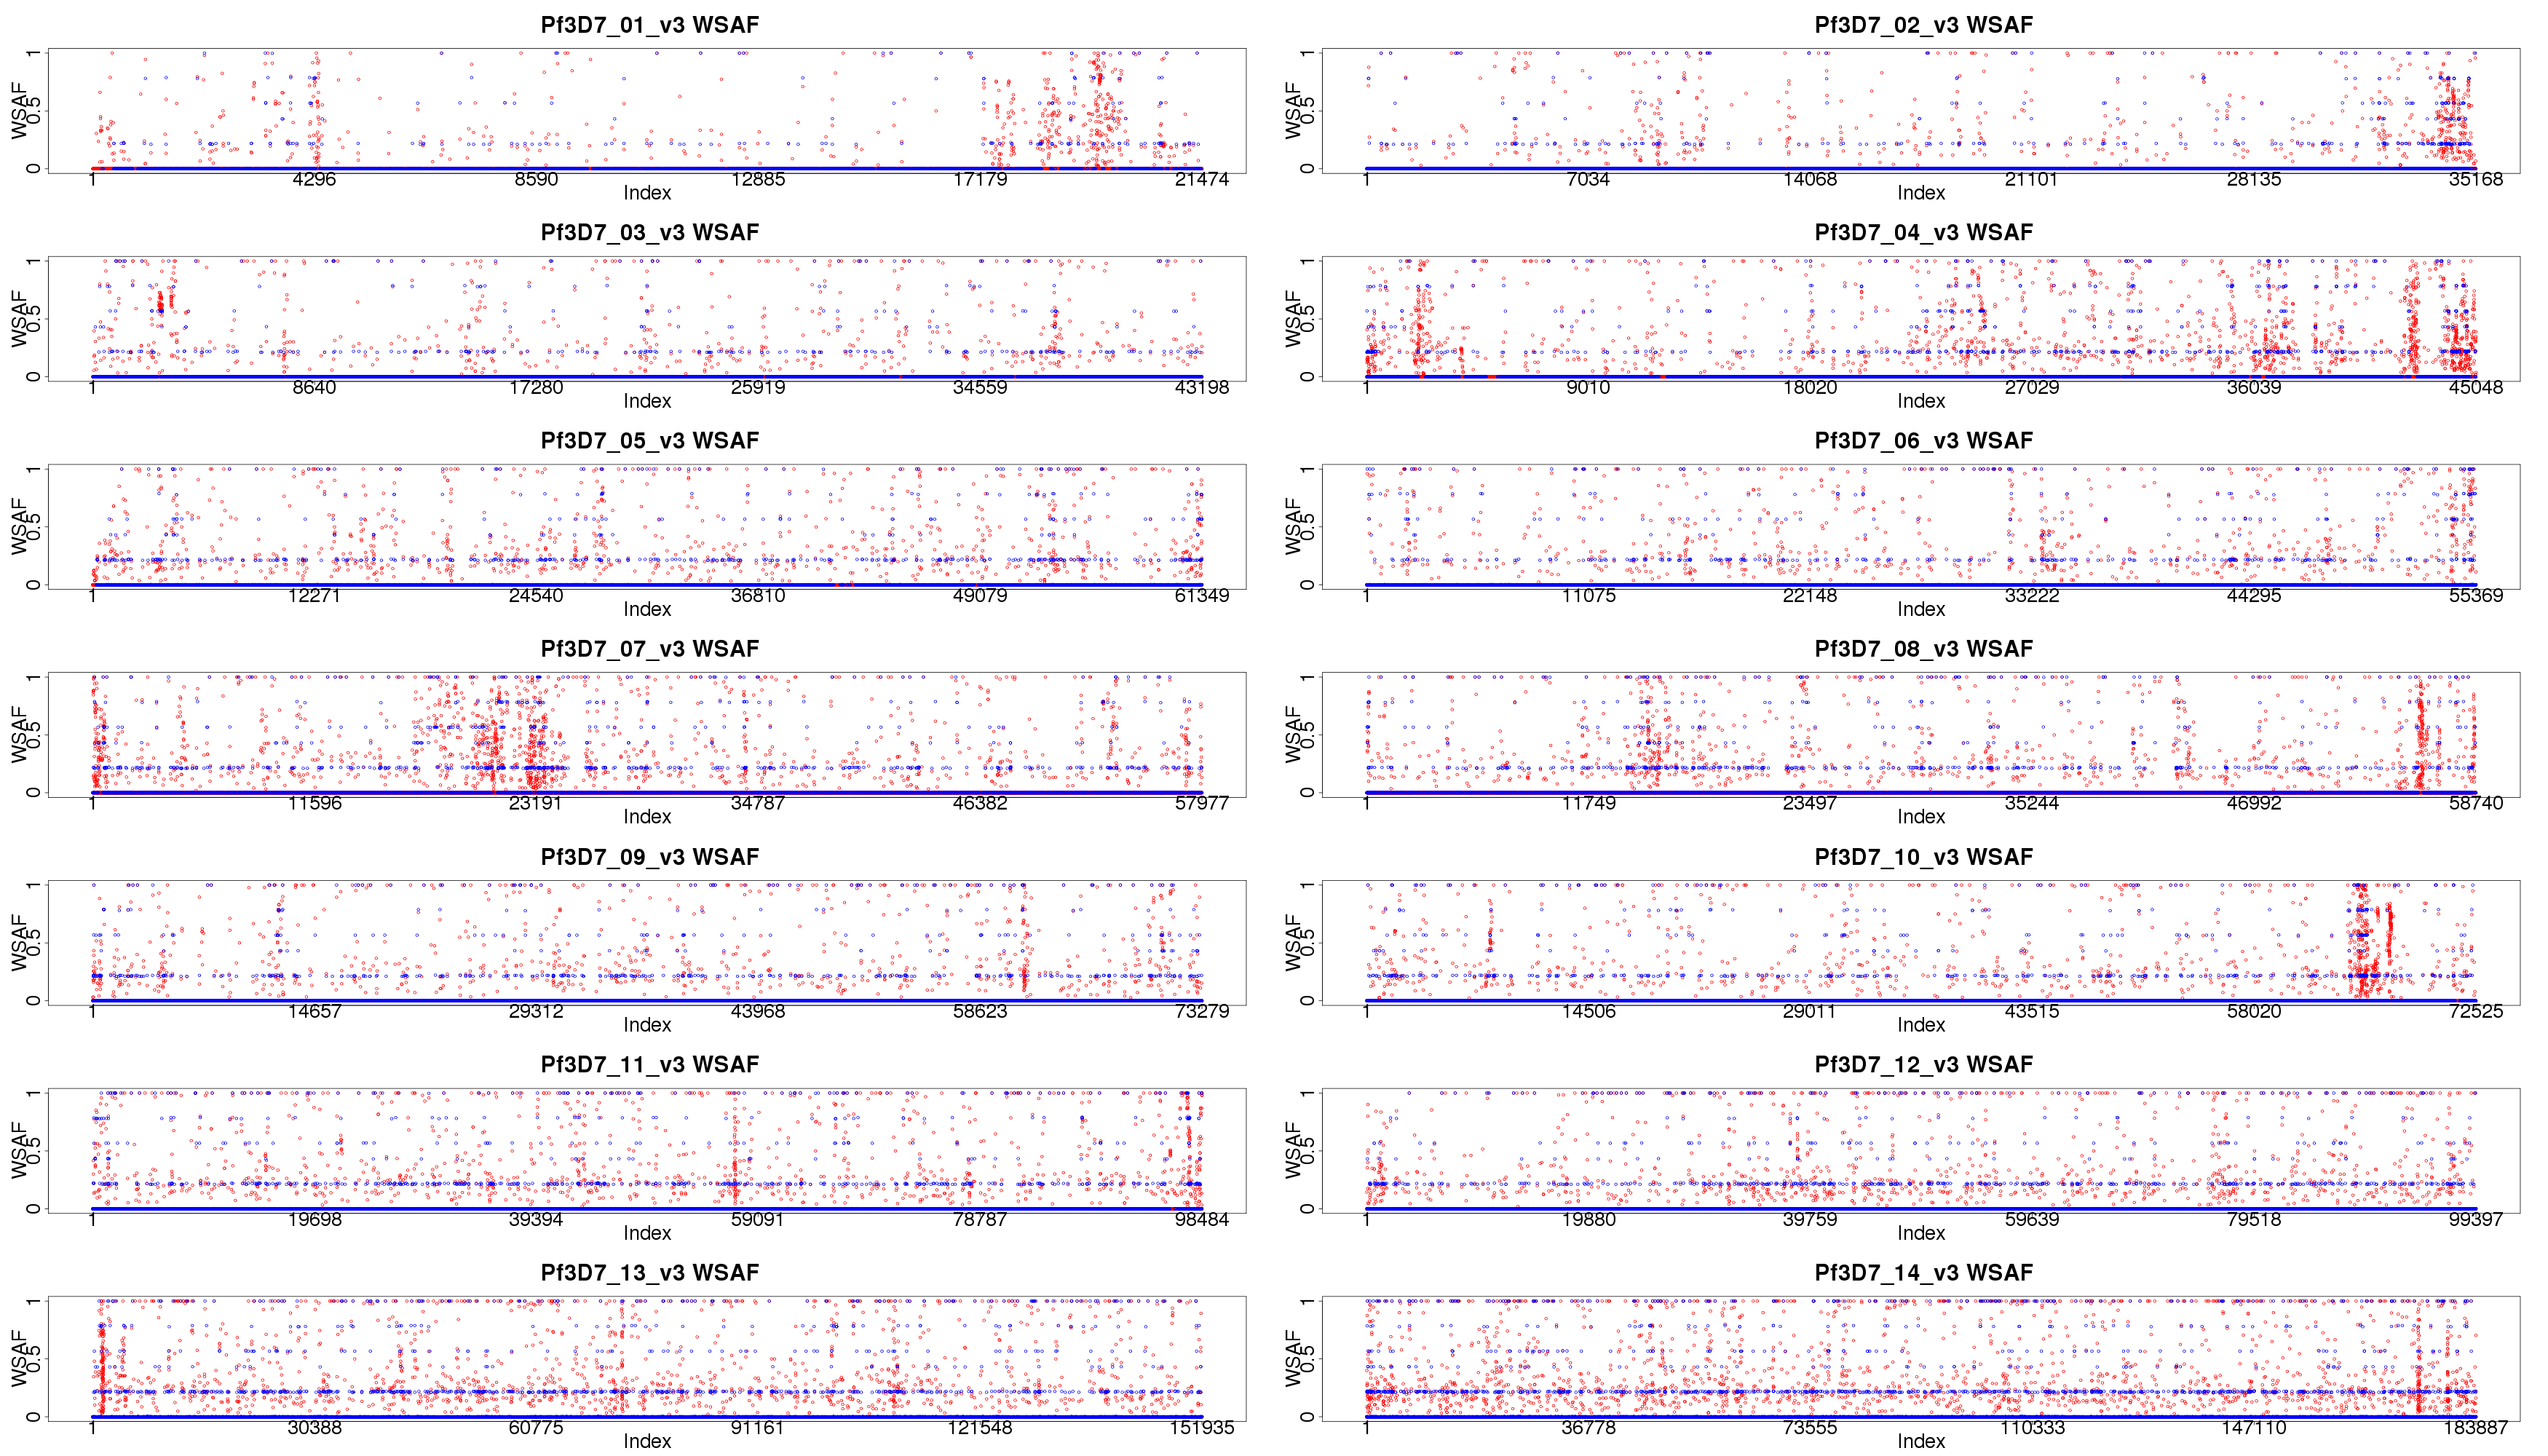 Pf3D7_01_v3 WSAF
WSAF
1
0.5
0
1 4296 8590 12885 17179 21474
Index
Pf3D7_02_v3 WSAF
WSAF
1
0.5
0
1 7034 14068 21101 28135 35168
Index
Pf3D7_03_v3 WSAF
WSAF
1
0.5
0
1 8640 17280 25919 34559 43198
Index
Pf3D7_04_v3 WSAF
WSAF
1
0.5
0
1 9010 18020 27029 36039 45048
Index
Pf3D7_05_v3 WSAF
WSAF
1
0.5
0
1 12271 24540 36810 49079 61349
Index
Pf3D7_06_v3 WSAF
WSAF
1
0.5
0
1 11075 22148 33222 44295 55369
Index
Pf3D7_07_v3 WSAF
WSAF
1
0.5
0
1 11596 23191 34787 46382 57977
Index
Pf3D7_08_v3 WSAF
WSAF
1
0.5
0
1 11749 23497 35244 46992 58740
Index
Pf3D7_09_v3 WSAF
WSAF
1
0.5
0
1 14657 29312 43968 58623 73279
Index
Pf3D7_10_v3 WSAF
WSAF
1
0.5
0
1 14506 29011 43515 58020 72525
Index
Pf3D7_11_v3 WSAF
WSAF
1
0.5
0
1 19698 39394 59091 78787 98484
Index
Pf3D7_12_v3 WSAF
WSAF
1
0.5
0
1 19880 39759 59639 79518 99397
Index
Pf3D7_13_v3 WSAF
WSAF
1
0.5
0
1 30388 60775 91161 121548 151935
Index
Pf3D7_14_v3 WSAF
WSAF
1
0.5
0
1 36778 73555 110333 147110 183887
Index